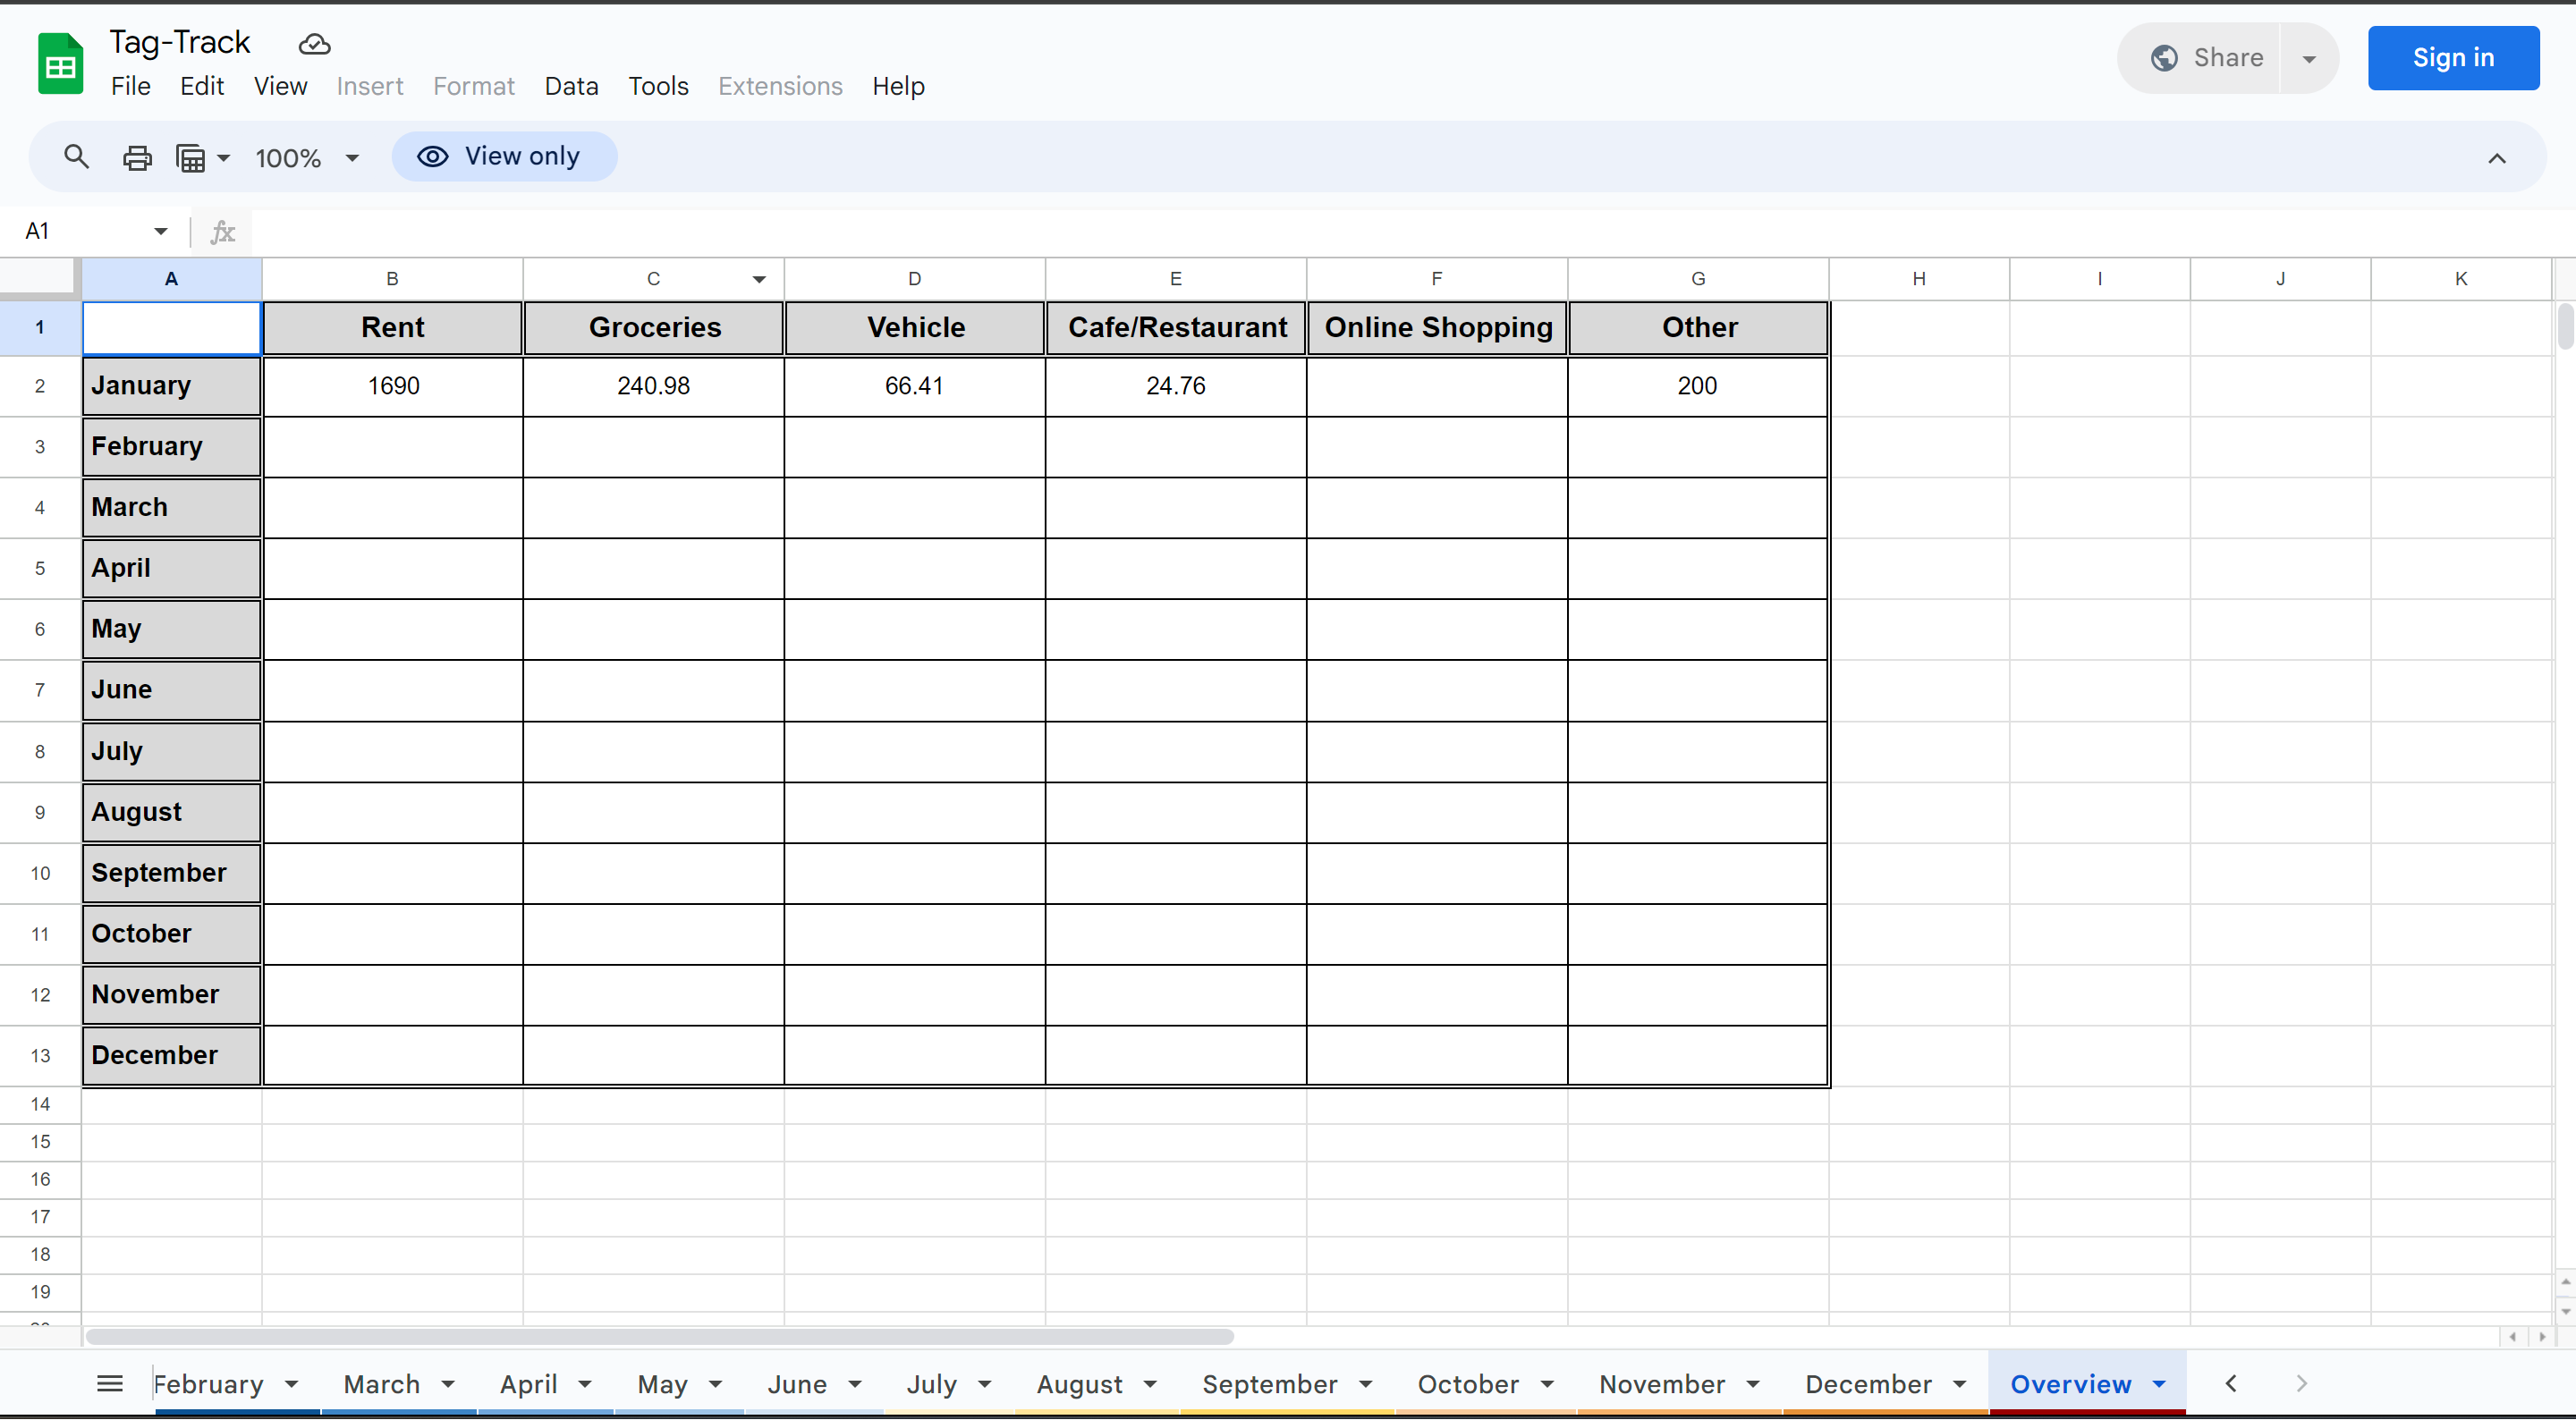 Tag-Track
File Edit View Insert Format Data Tools Extensions Help
Share
Sign in
100%
View only
A1
fx
A B C D E F G H I J K
1 Rent Groceries Vehicle Cafe/Restaurant Online Shopping Other
2 January 1690 240.98 66.41 24.76 200
3 February
4 March
5 April
6 May
7 June
8 July
9 August
10 September
11 October
12 November
13 December
14
15
16
17
18
19
February March April May June July August September October November December Overview